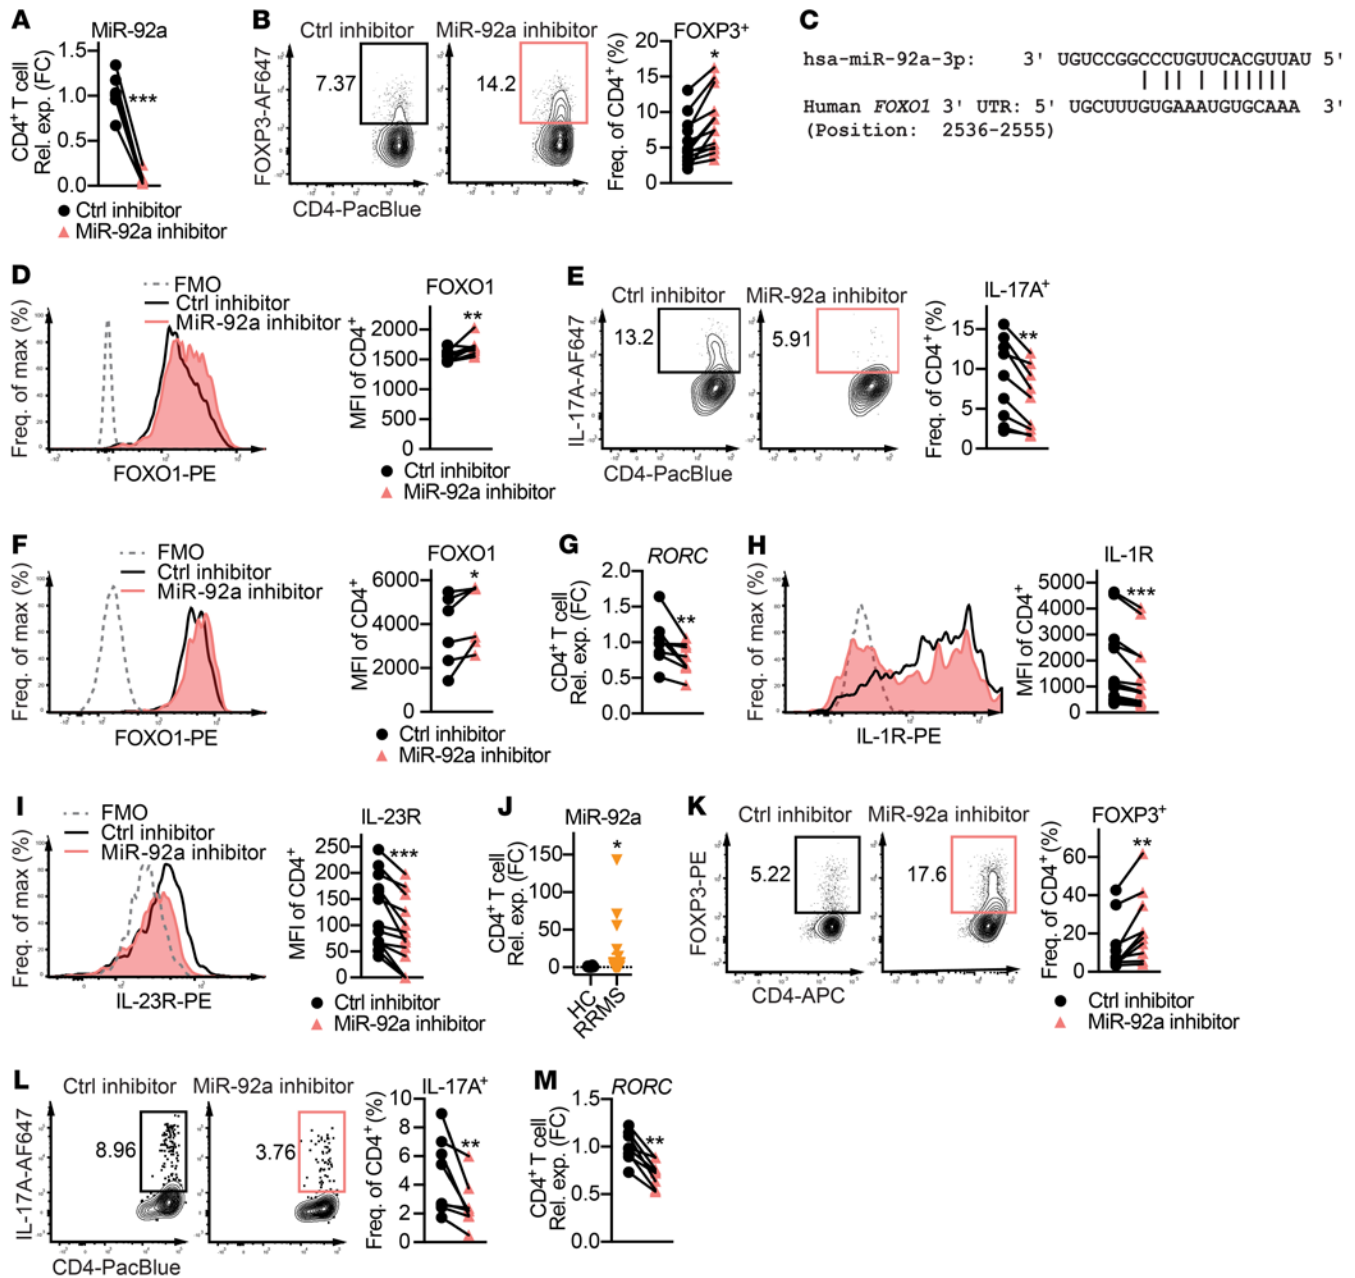 A
MiR-92a
CD4+ T cell
Rel. exp. (FC)
1.5
1.0
0.5
0.0
***
Ctrl inhibitor
MiR-92a inhibitor
B
Ctrl inhibitor
MiR-92a inhibitor
7.37
14.2
FOXP3-AF647
CD4-PacBlue
FOXP3+
Freq. of CD4+ (%)
20
15
10
5
0
*
C
hsa-miR-92a-3p: 3' UGUCCGGCCCUGUUCACGUUAU 5'
Human FOXO1 3' UTR: 5' UGCUUUGUGAAAUGUGCAAA 3'
(Position: 2536-2555)
D
FMO
Ctrl inhibitor
MiR-92a inhibitor
Freq. of max (%)
FOXO1-PE
FOXO1
MFI of CD4+
2000
1500
1000
500
0
**
Ctrl inhibitor
MiR-92a inhibitor
E
Ctrl inhibitor
MiR-92a inhibitor
13.2
5.91
IL-17A-AF647
CD4-PacBlue
IL-17A+
Freq. of CD4+ (%)
15
10
5
0
**
F
FMO
Ctrl inhibitor
MiR-92a inhibitor
Freq. of max (%)
FOXO1-PE
FOXO1
MFI of CD4+
6000
4000
2000
0
*
Ctrl inhibitor
MiR-92a inhibitor
G
RORC
CD4+ T cell
Rel. exp. (FC)
2.0
1.5
1.0
0.5
0.0
**
H
Freq. of max (%)
IL-1R-PE
IL-1R
MFI of CD4+
5000
4000
3000
2000
1000
0
***
I
FMO
Ctrl inhibitor
MiR-92a inhibitor
Freq. of max (%)
IL-23R-PE
IL-23R
MFI of CD4+
250
200
150
100
50
0
***
Ctrl inhibitor
MiR-92a inhibitor
J
MiR-92a
CD4+ T cell
Rel. exp. (FC)
150
100
50
0
*
HC
RRMS
K
Ctrl inhibitor
MiR-92a inhibitor
5.22
17.6
FOXP3-PE
CD4-APC
FOXP3+
Freq. of CD4+ (%)
60
40
20
0
**
Ctrl inhibitor
MiR-92a inhibitor
L
Ctrl inhibitor
MiR-92a inhibitor
8.96
3.76
IL-17A-AF647
CD4-PacBlue
IL-17A+
Freq. of CD4+ (%)
10
8
6
4
2
0
**
M
RORC
CD4+ T cell
Rel. exp. (FC)
1.5
1.0
0.5
0.0
**